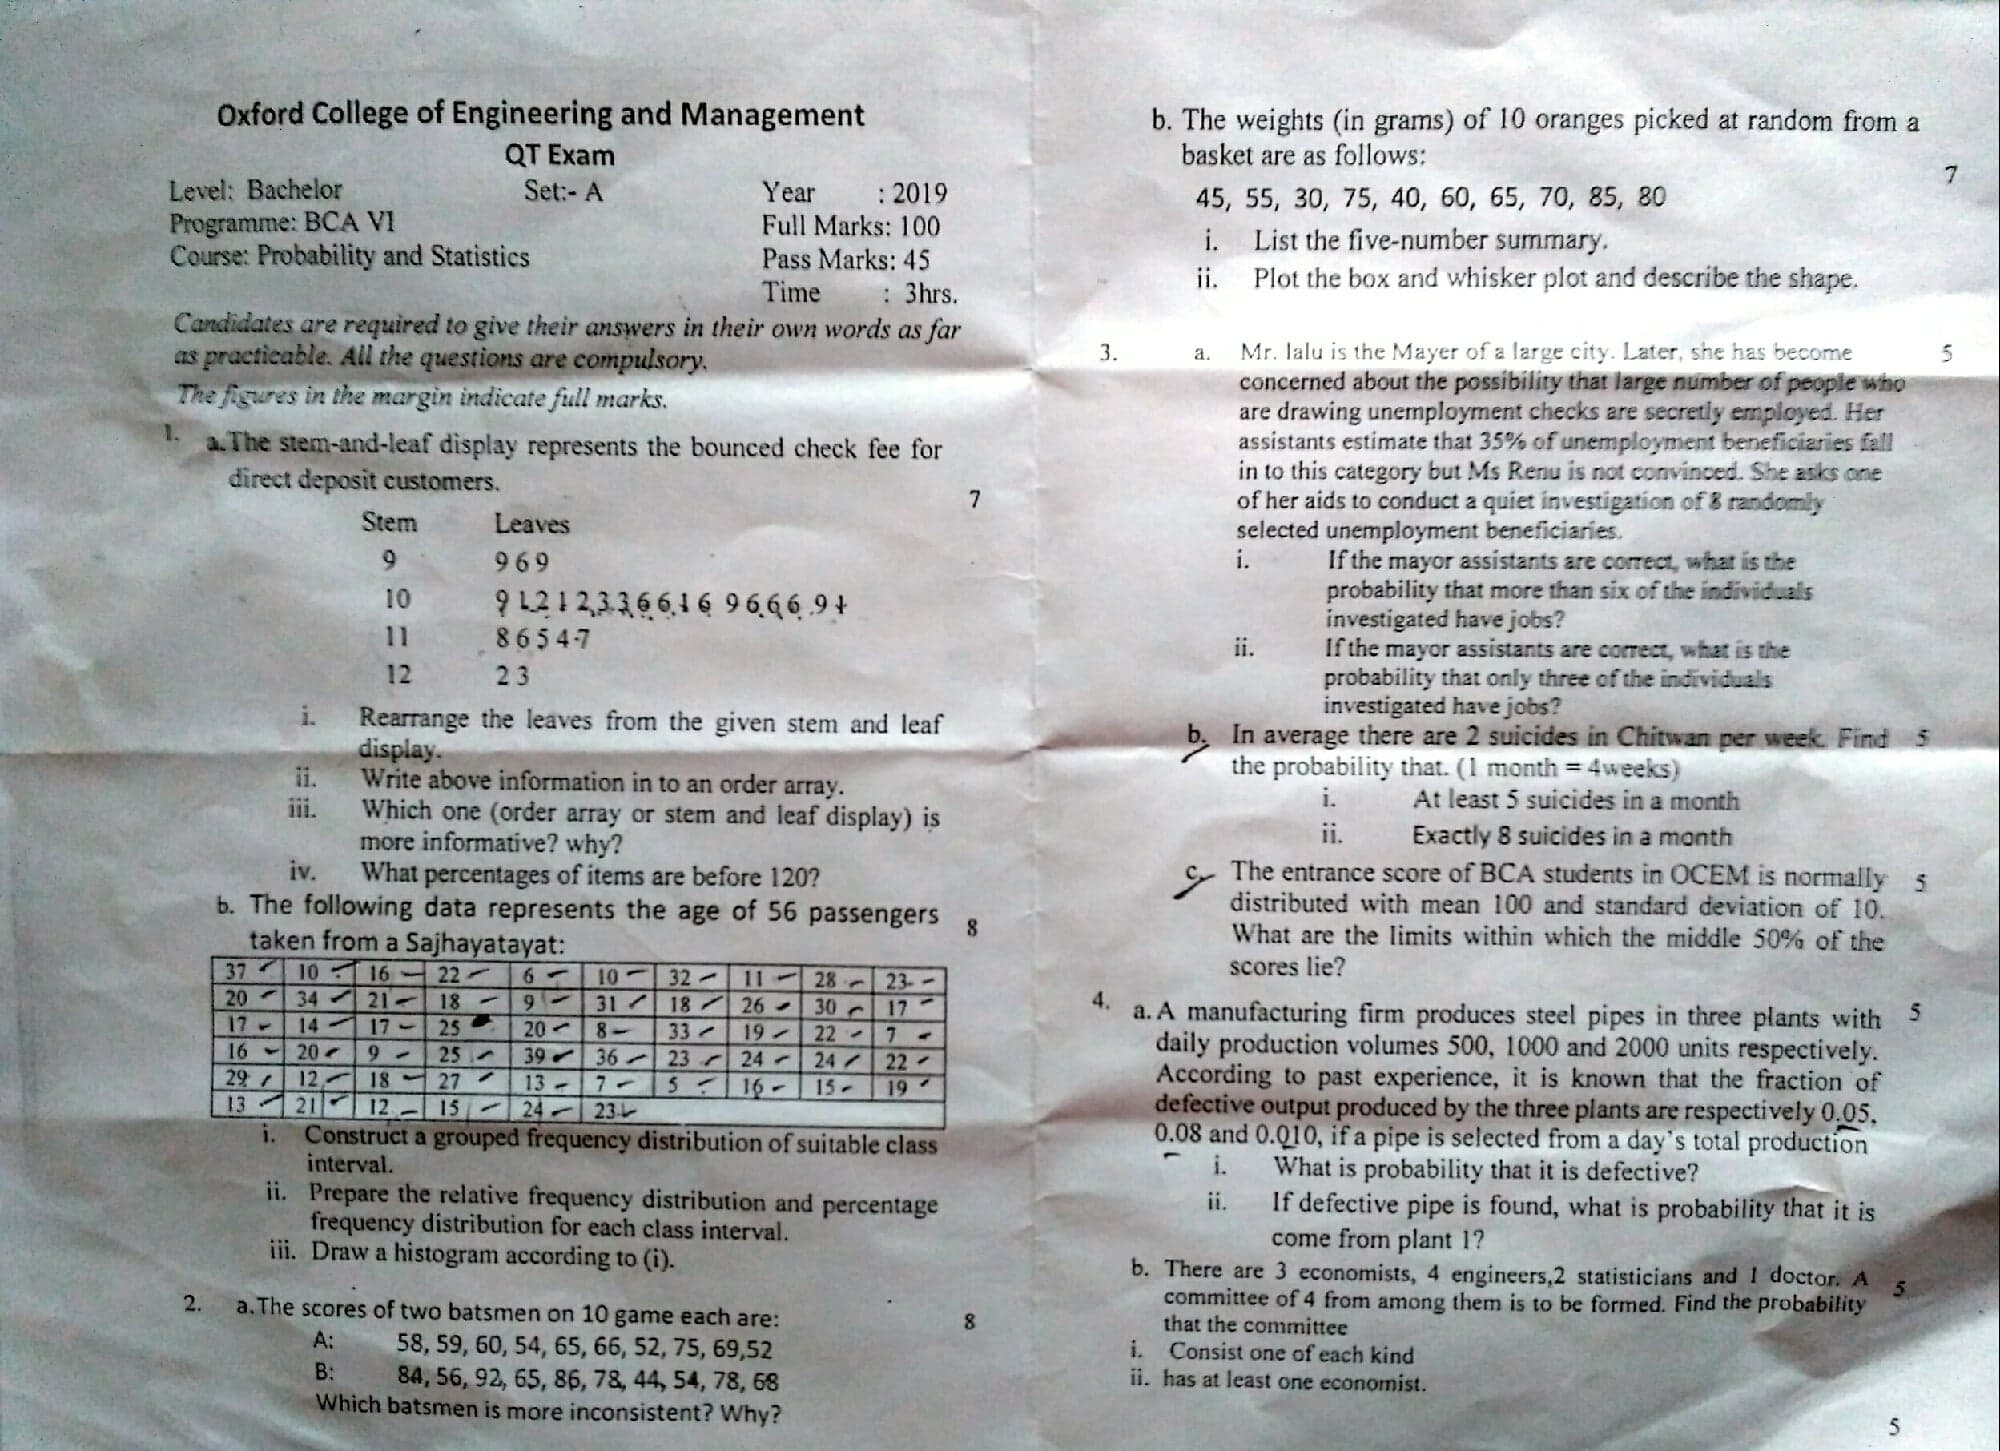 Oxford College of Engineering and Management
QT Exam
Level: Bachelor Set:- A Year : 2019
Programme: BCA VI Full Marks: 100
Course: Probability and Statistics Pass Marks: 45
Time : 3hrs.
Candidates are required to give their answers in their own words as far
as practicable. All the questions are compulsory.
The figures in the margin indicate full marks.
1. a. The stem-and-leaf display represents the bounced check fee for
direct deposit customers. 7
Stem Leaves
9 9 6 9
10 9 1 2 1 2 3 3 6 6 1 6 9 6 6 6 9
11 8 6 5 4 7
12 2 3
i. Rearrange the leaves from the given stem and leaf
display.
ii. Write above information in to an order array.
iii. Which one (order array or stem and leaf display) is
more informative? why?
iv. What percentages of items are before 120?
b. The following data represents the age of 56 passengers 8
taken from a Sajhayatayat:
37 10 16 22 6 10 32 11 28 23
20 34 21 18 9 31 18 26 30 17
17 14 17 25 20 8 33 19 22 7
16 20 9 25 39 36 23 24 24 22
29 12 18 27 13 7 5 16 15 19
13 21 12 15 24 23
i. Construct a grouped frequency distribution of suitable class
interval.
ii. Prepare the relative frequency distribution and percentage
frequency distribution for each class interval.
iii. Draw a histogram according to (i).
2. a. The scores of two batsmen on 10 game each are: 8
A: 58, 59, 60, 54, 65, 66, 52, 75, 69,52
B: 84, 56, 92, 65, 86, 78, 44, 54, 78, 68
Which batsmen is more inconsistent? Why?
b. The weights (in grams) of 10 oranges picked at random from a
basket are as follows: 7
45, 55, 30, 75, 40, 60, 65, 70, 85, 80
i. List the five-number summary.
ii. Plot the box and whisker plot and describe the shape.
3. a. Mr. lalu is the Mayer of a large city. Later, she has become 5
concerned about the possibility that large number of people who
are drawing unemployment checks are secretly employed. Her
assistants estimate that 35% of unemployment beneficiaries fall
in to this category but Ms Renu is not convinced. She asks one
of her aids to conduct a quiet investigation of 8 randomly
selected unemployment beneficiaries.
i. If the mayor assistants are correct, what is the
probability that more than six of the individuals
investigated have jobs?
ii. If the mayor assistants are correct, what is the
probability that only three of the individuals
investigated have jobs?
b. In average there are 2 suicides in Chitwan per week. Find 5
the probability that. (1 month = 4weeks)
i. At least 5 suicides in a month
ii. Exactly 8 suicides in a month
c. The entrance score of BCA students in OCEM is normally 5
distributed with mean 100 and standard deviation of 10.
What are the limits within which the middle 50% of the
scores lie?
4. a. A manufacturing firm produces steel pipes in three plants with 5
daily production volumes 500, 1000 and 2000 units respectively.
According to past experience, it is known that the fraction of
defective output produced by the three plants are respectively 0.05,
0.08 and 0.010, if a pipe is selected from a day's total production
i. What is probability that it is defective?
ii. If defective pipe is found, what is probability that it is
come from plant 1?
b. There are 3 economists, 4 engineers,2 statisticians and 1 doctor. A 5
committee of 4 from among them is to be formed. Find the probability
that the committee
i. Consist one of each kind
ii. has at least one economist.
5